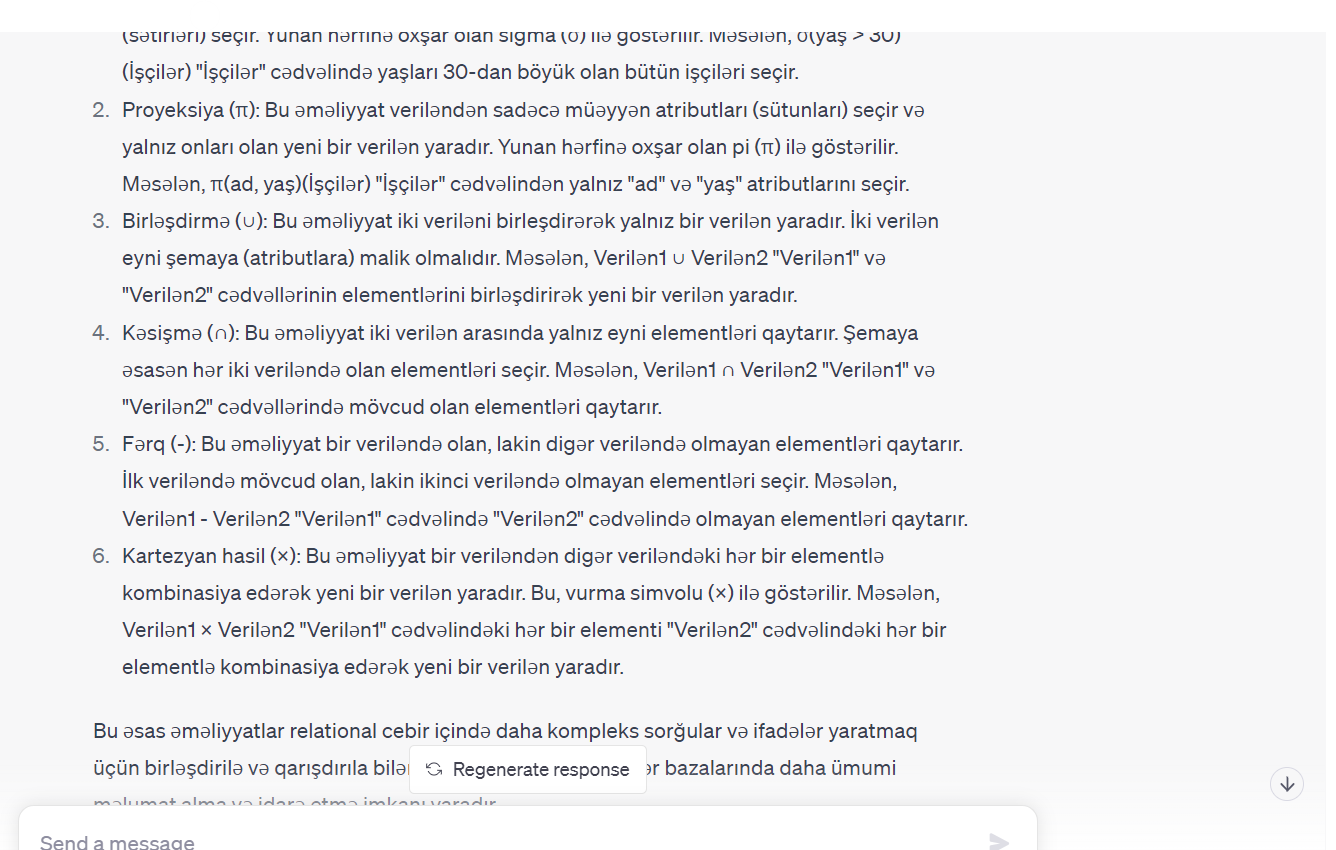 (sətirləri) seçir. Yunan hərfinə oxşar olan sigma (σ) ilə göstərilir. Məsələn, σ(yaş > 30)
(İşçilər) "İşçilər" cədvəlində yaşları 30-dan böyük olan bütün işçiləri seçir.
2. Proyeksiya (π): Bu əməliyyat veriləndən sadəcə müəyyən atributları (sütunları) seçir və
yalnız onları olan yeni bir verilən yaradır. Yunan hərfinə oxşar olan pi (π) ilə göstərilir.
Məsələn, π(ad, yaş)(İşçilər) "İşçilər" cədvəlindən yalnız "ad" və "yaş" atributlarını seçir.
3. Birləşdirmə (∪): Bu əməliyyat iki veriləni birleşdirərək yalnız bir verilən yaradır. İki verilən
eyni şemaya (atributlara) malik olmalıdır. Məsələn, Verilən1 ∪ Verilən2 "Verilən1" və
"Verilən2" cədvəllərinin elementlərini birləşdirirək yeni bir verilən yaradır.
4. Kəsişmə (∩): Bu əməliyyat iki verilən arasında yalnız eyni elementləri qaytarır. Şemaya
əsasən hər iki veriləndə olan elementləri seçir. Məsələn, Verilən1 ∩ Verilən2 "Verilən1" və
"Verilən2" cədvəllərində mövcud olan elementləri qaytarır.
5. Fərq (-): Bu əməliyyat bir veriləndə olan, lakin digər veriləndə olmayan elementləri qaytarır.
İlk veriləndə mövcud olan, lakin ikinci veriləndə olmayan elementləri seçir. Məsələn,
Verilən1 - Verilən2 "Verilən1" cədvəlində "Verilən2" cədvəlində olmayan elementləri qaytarır.
6. Kartezyan hasil (×): Bu əməliyyat bir veriləndən digər veriləndəki hər bir elementlə
kombinasiya edərək yeni bir verilən yaradır. Bu, vurma simvolu (×) ilə göstərilir. Məsələn,
Verilən1 × Verilən2 "Verilən1" cədvəlindəki hər bir elementi "Verilən2" cədvəlindəki hər bir
elementlə kombinasiya edərək yeni bir verilən yaradır.
Bu əsas əməliyyatlar relational cebir içində daha kompleks sorğular və ifadələr yaratmaq
üçün birləşdirilə və qarışdırıla bazalarında daha ümumi
Regenerate response
məlumat alma və idarə etmə imkanı yaradır.
Send a message